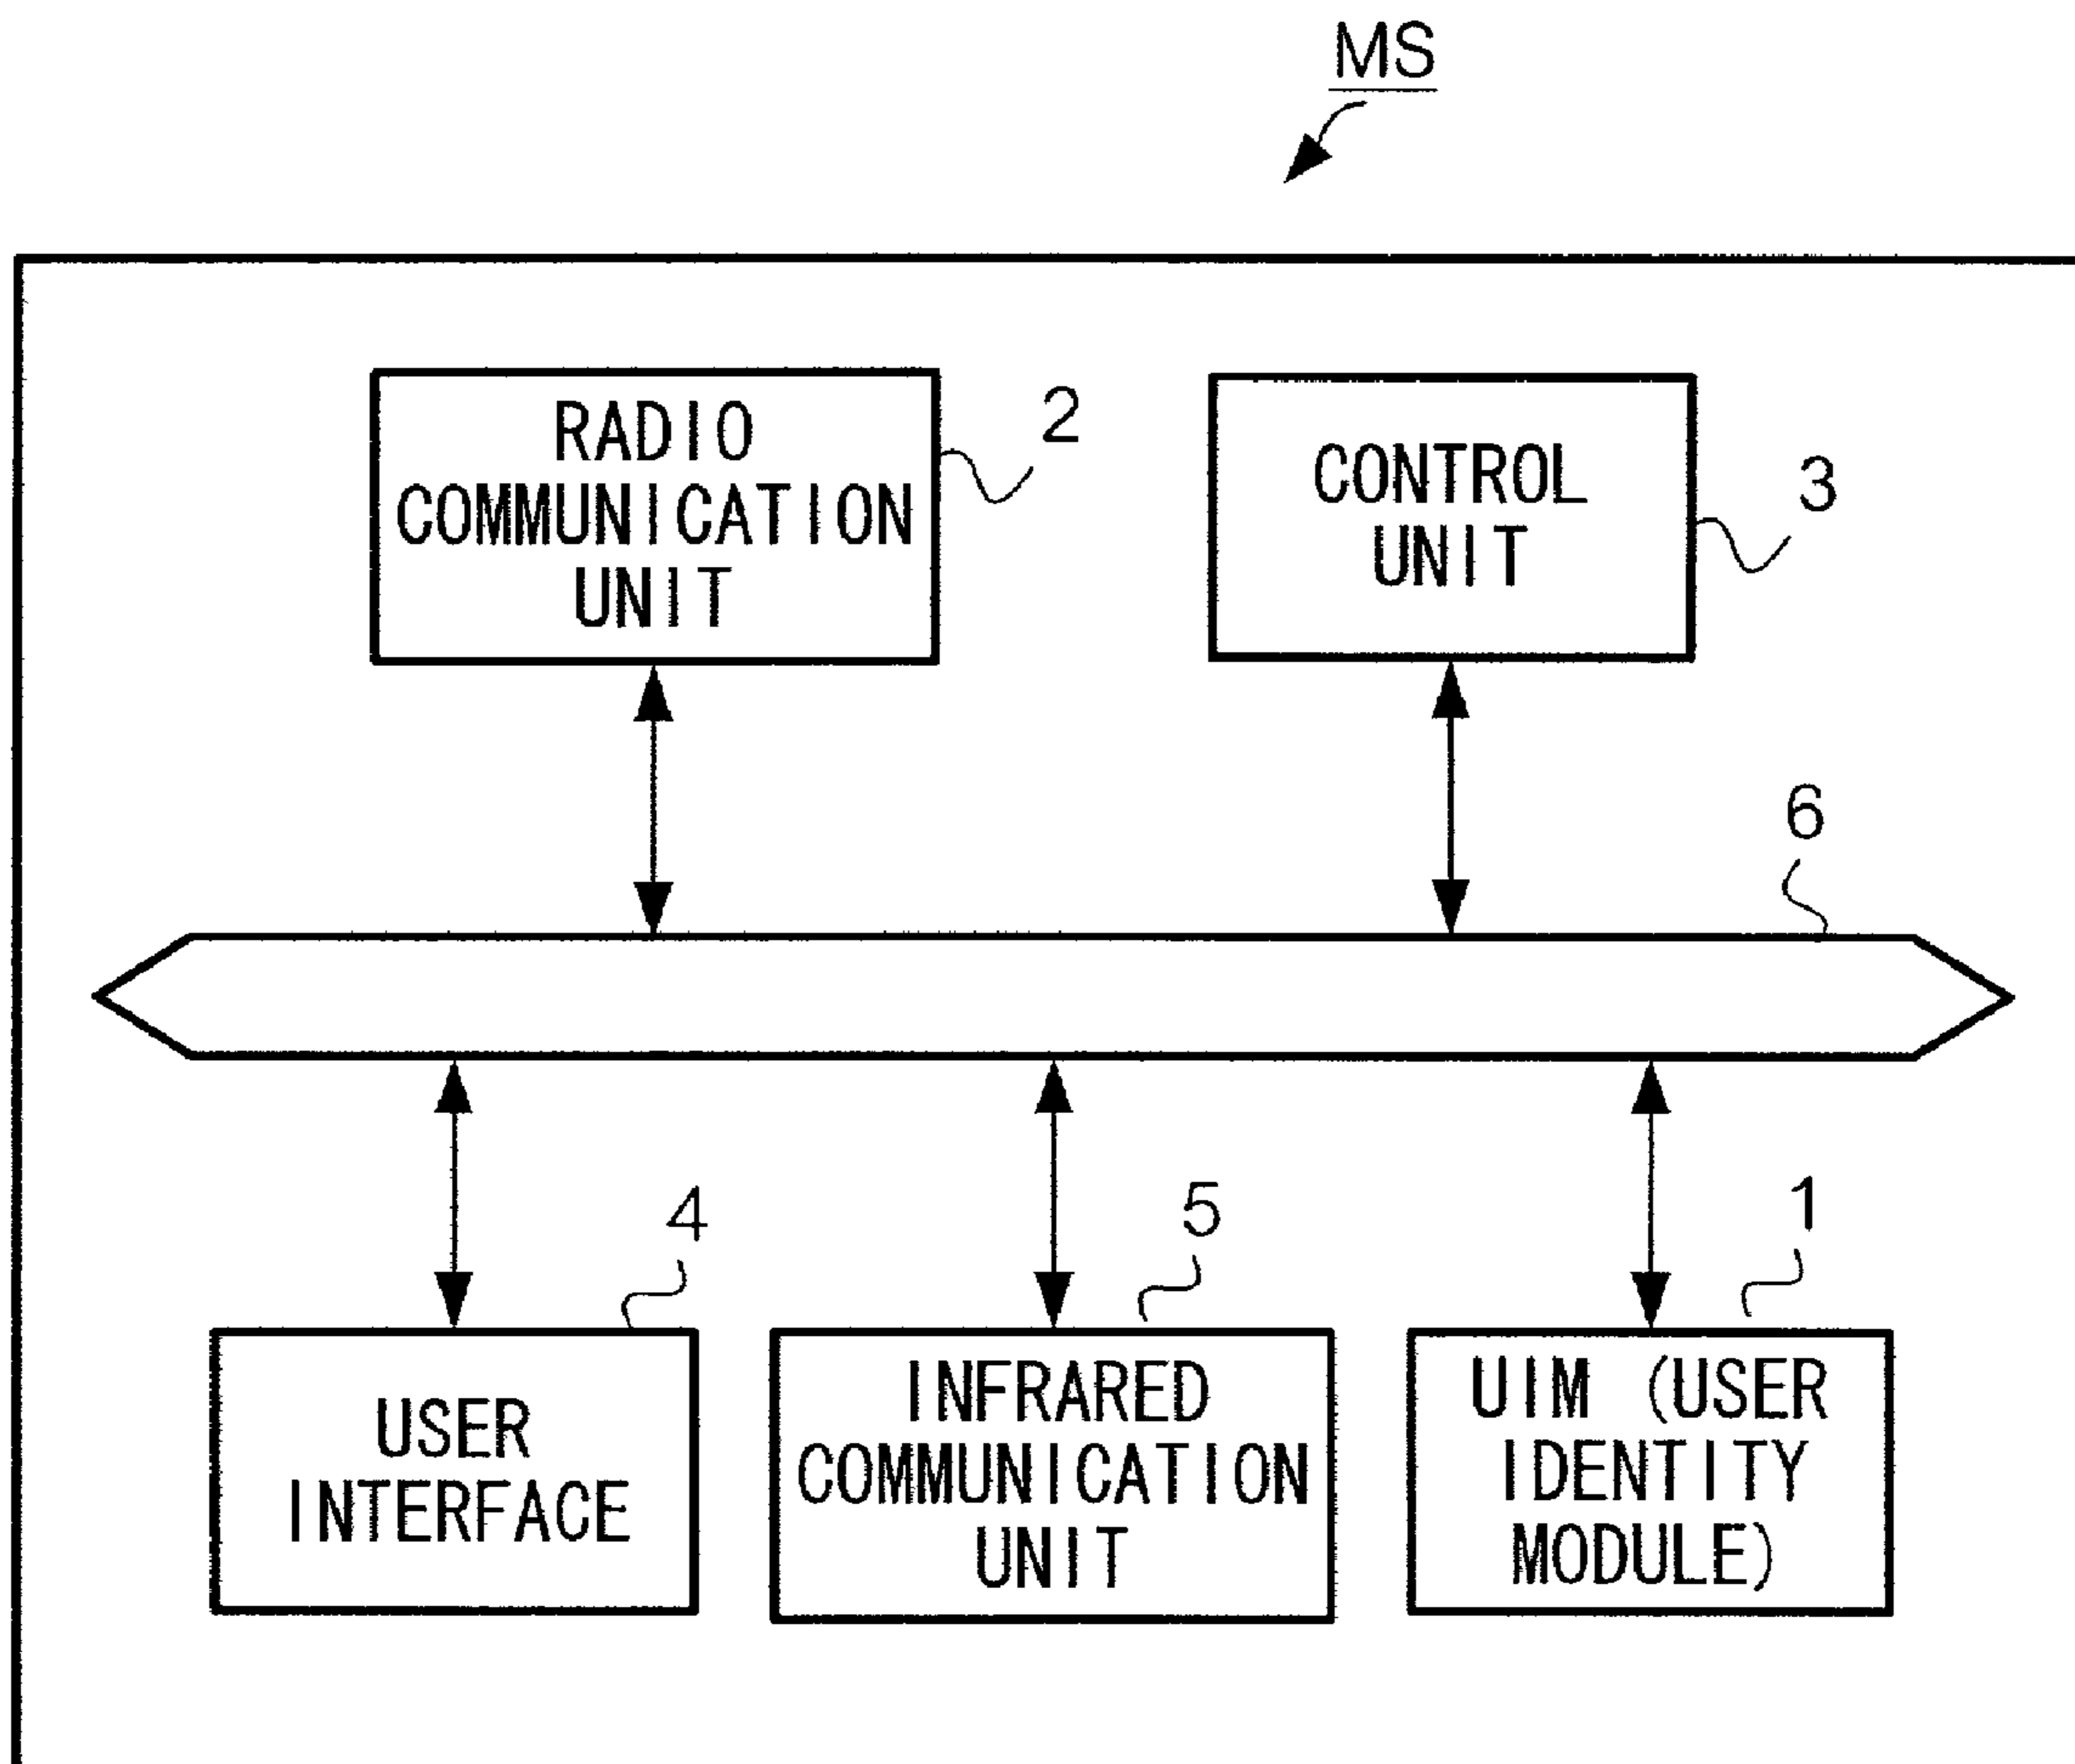 MS
RADIO
COMMUNICATION
UNIT
2
CONTROL
UNIT
3
6
4
5
1
USER
INTERFACE
INFRARED
COMMUNICATION
UNIT
UIM (USER
IDENTITY
MODULE)